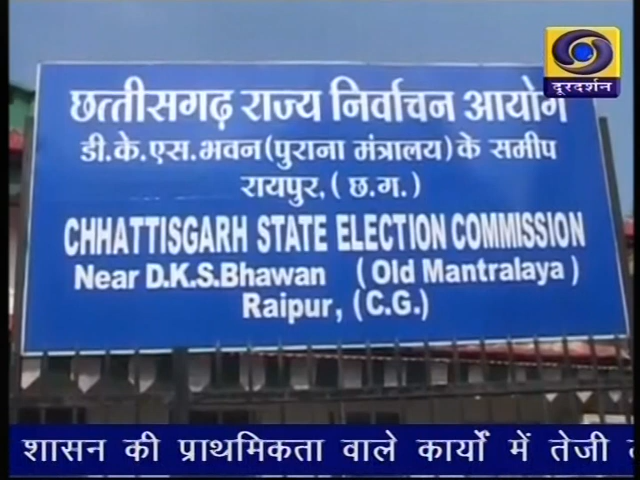 छत्तीसगढ़ राज्य निर्वाचन आयोग
दूरदर्शन
डी.के.एस.भवन(पुराना मंत्रालय)के समीप
रायपुर,(छ.ग.)
CHHATTISGARH STATE ELECTION COMMISSION
Near D.K.S.Bhawan (Old Mantralaya)
Raipur, (C.G.)
शासन की प्राथमिकता वाले कार्यों में तेजी